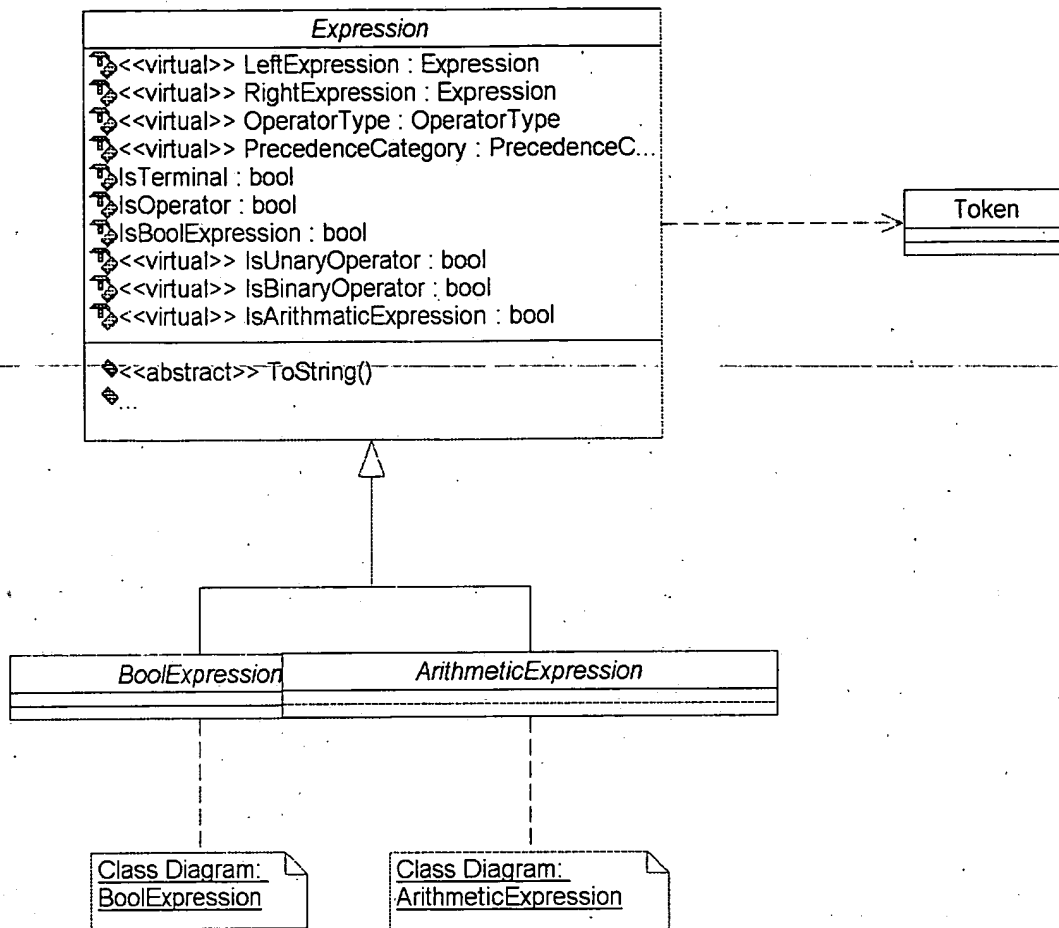 Expression
<<virtual>> LeftExpression : Expression
<<virtual>> RightExpression : Expression
<<virtual>> OperatorType : OperatorType
<<virtual>> PrecedenceCategory : PrecedenceC...
IsTerminal : bool
IsOperator : bool
IsBoolExpression : bool
<<virtual>> IsUnaryOperator : bool
<<virtual>> IsBinaryOperator : bool
<<virtual>> IsArithmaticExpression : bool
<<abstract>> ToString()
...
Token
BoolExpression
ArithmeticExpression
Class Diagram:
BoolExpression
Class Diagram:
ArithmeticExpression